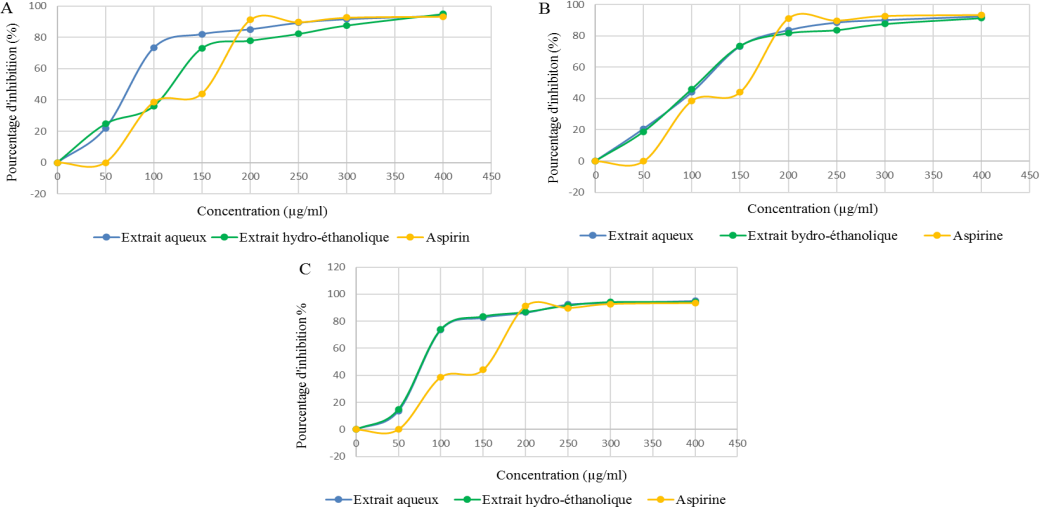 A
Pourcentage d'inhibition (%)
100
80
60
40
20
0
-20
0 50 100 150 200 250 300 350 400 450
Concentration (µg/ml)
Extrait aqueux Extrait hydro-éthanolique Aspirin
B
Pourcentage d'inhibiton (%)
100
80
60
40
20
0
-20
0 50 100 150 200 250 300 350 400 450
Concentration (µg/ml)
Extrait aqueux Extrait bydro-éthanolique Aspirine
C
Pourcentage d'inhibition %
120
100
80
60
40
20
0
-20
0 50 100 150 200 250 300 350 400 450
Concentration (µg/ml)
Extrait aqueux Extrait hydro-éthanolique Aspirine